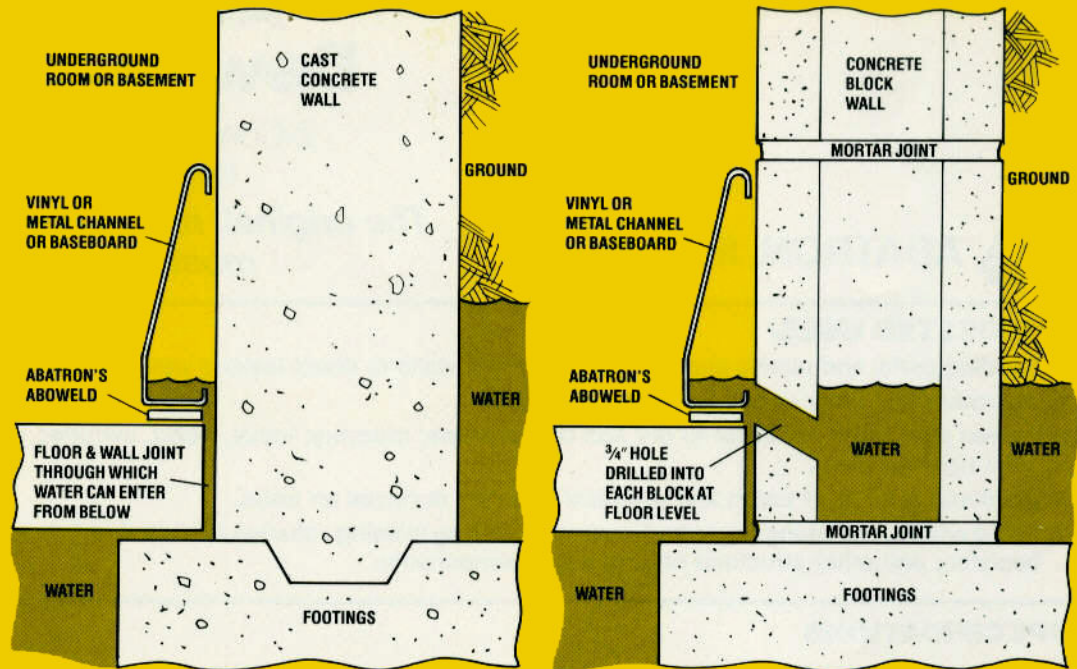 UNDERGROUND
ROOM OR BASEMENT
CAST
CONCRETE
WALL
GROUND
VINYL OR
METAL CHANNEL
OR BASEBOARD
ABATRON'S
ABOWELD
WATER
FLOOR & WALL JOINT
THROUGH WHICH
WATER CAN ENTER
FROM BELOW
WATER
FOOTINGS
UNDERGROUND
ROOM OR BASEMENT
CONCRETE
BLOCK
WALL
MORTAR JOINT
GROUND
VINYL OR
METAL CHANNEL
OR BASEBOARD
ABATRON'S
ABOWELD
3/4" HOLE
DRILLED INTO
EACH BLOCK AT
FLOOR LEVEL
WATER
WATER
MORTAR JOINT
WATER
FOOTINGS